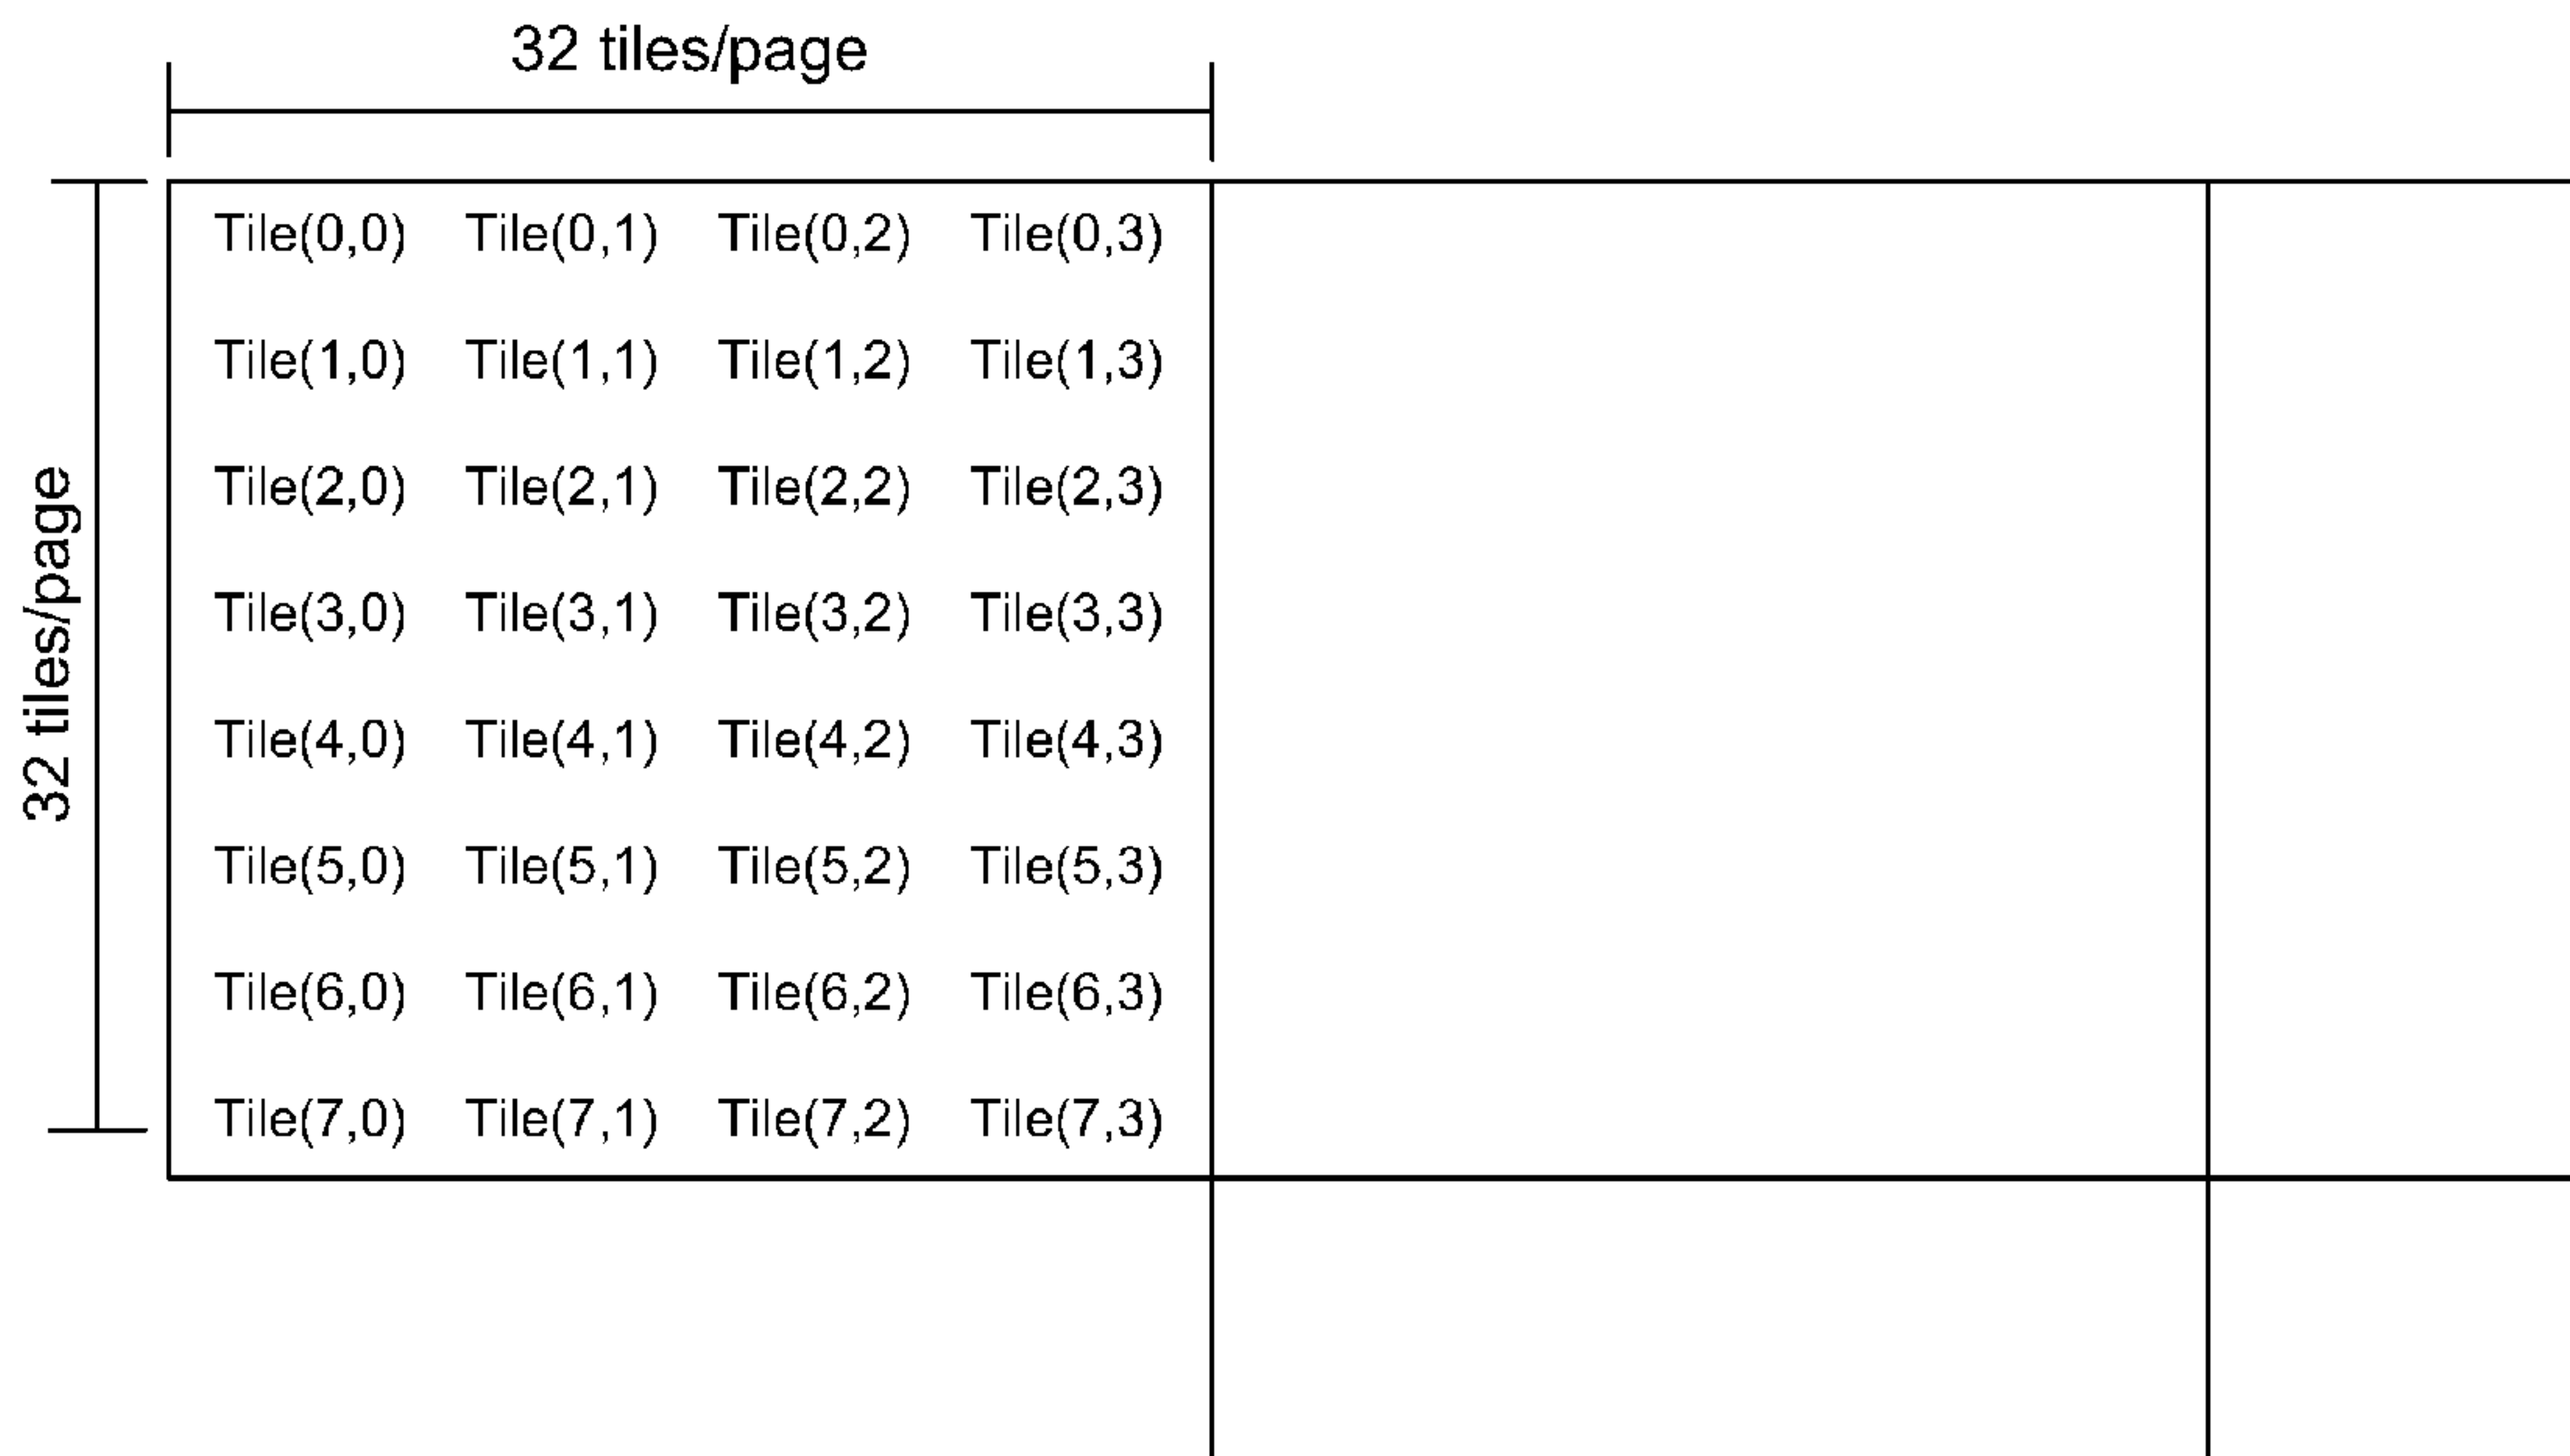 32 tiles/page
32 tiles/page
Tile(0,0) Tile(0,1) Tile(0,2) Tile(0,3)
Tile(1,0) Tile(1,1) Tile(1,2) Tile(1,3)
Tile(2,0) Tile(2,1) Tile(2,2) Tile(2,3)
Tile(3,0) Tile(3,1) Tile(3,2) Tile(3,3)
Tile(4,0) Tile(4,1) Tile(4,2) Tile(4,3)
Tile(5,0) Tile(5,1) Tile(5,2) Tile(5,3)
Tile(6,0) Tile(6,1) Tile(6,2) Tile(6,3)
Tile(7,0) Tile(7,1) Tile(7,2) Tile(7,3)